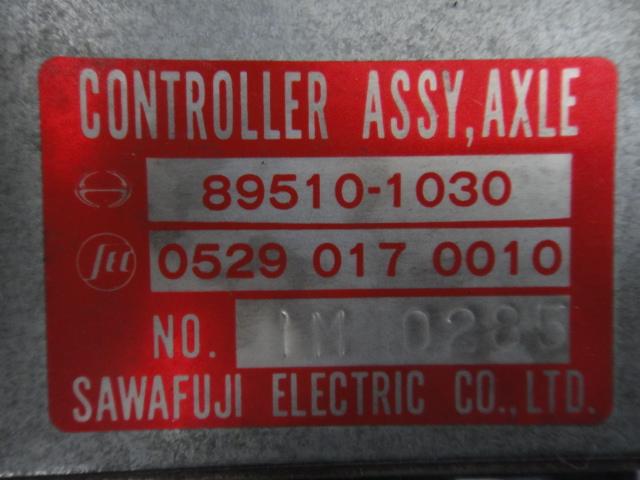 CONTROLLER ASSY, AXLE
89510-1030
0529 017 0010
NO. 1M 0285
SAWAFUJI ELECTRIC CO., LTD.